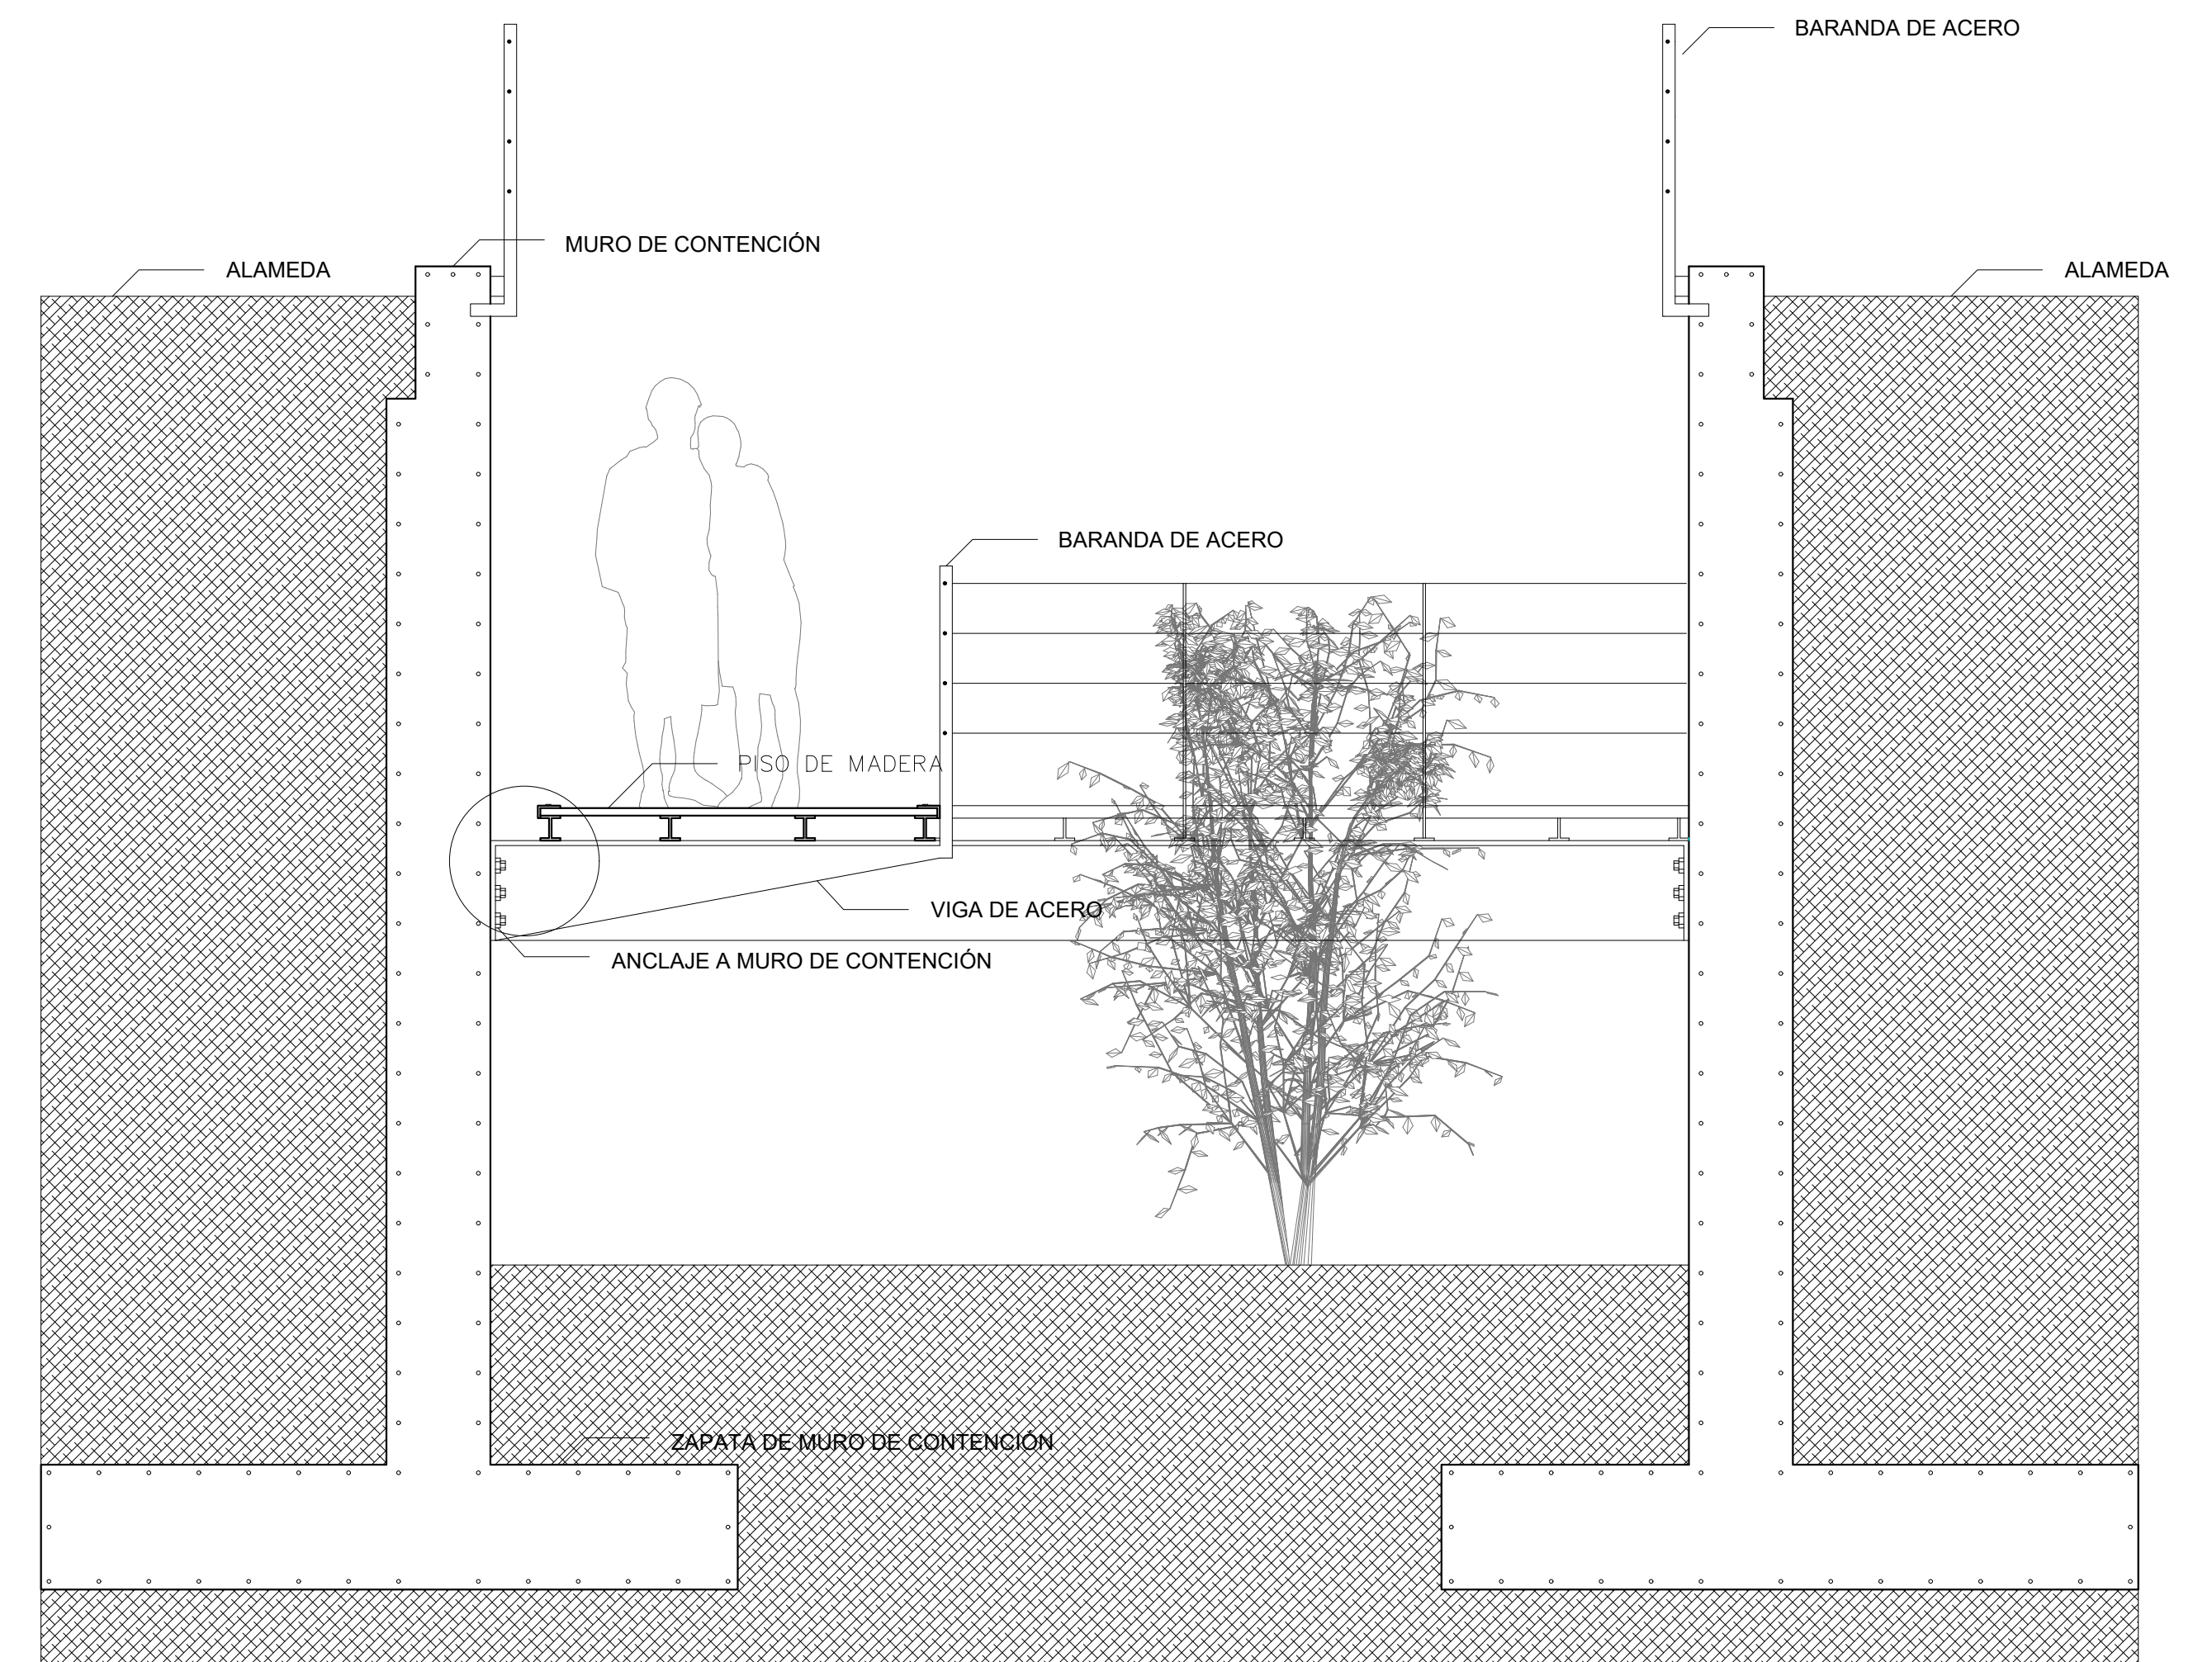 BARANDA DE ACERO
MURO DE CONTENCIÓN
ALAMEDA
ALAMEDA
BARANDA DE ACERO
PISO DE MADERA
VIGA DE ACERO
ANCLAJE A MURO DE CONTENCIÓN
ZAPATA DE MURO DE CONTENCIÓN